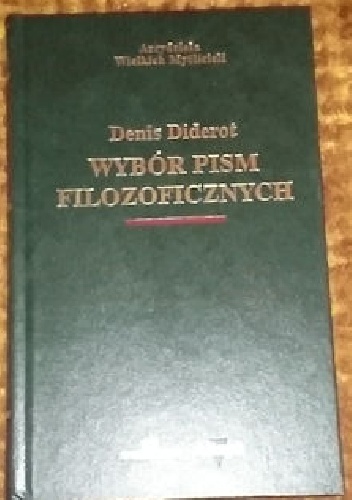 Arcydzieła
Wielkich Myślicieli
Denis Diderot
WYBÓR PISM
FILOZOFICZNYCH